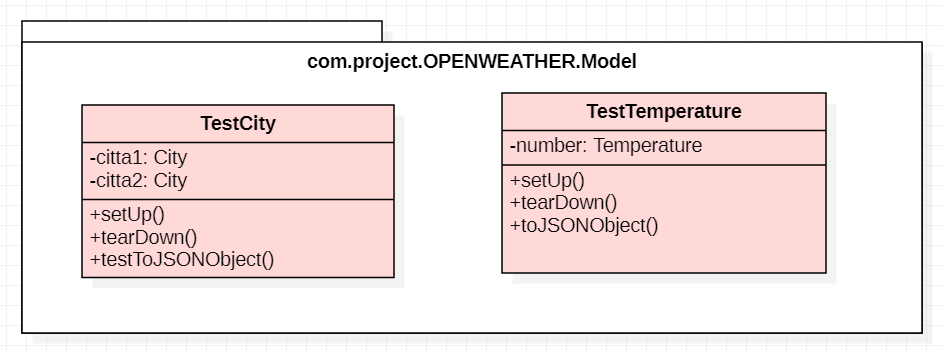 com.project.OPENWEATHER.Model
TestCity
-citta1: City
-citta2: City
+setUp()
+tearDown()
+testToJSONObject()
TestTemperature
-number: Temperature
+setUp()
+tearDown()
+toJSONObject()